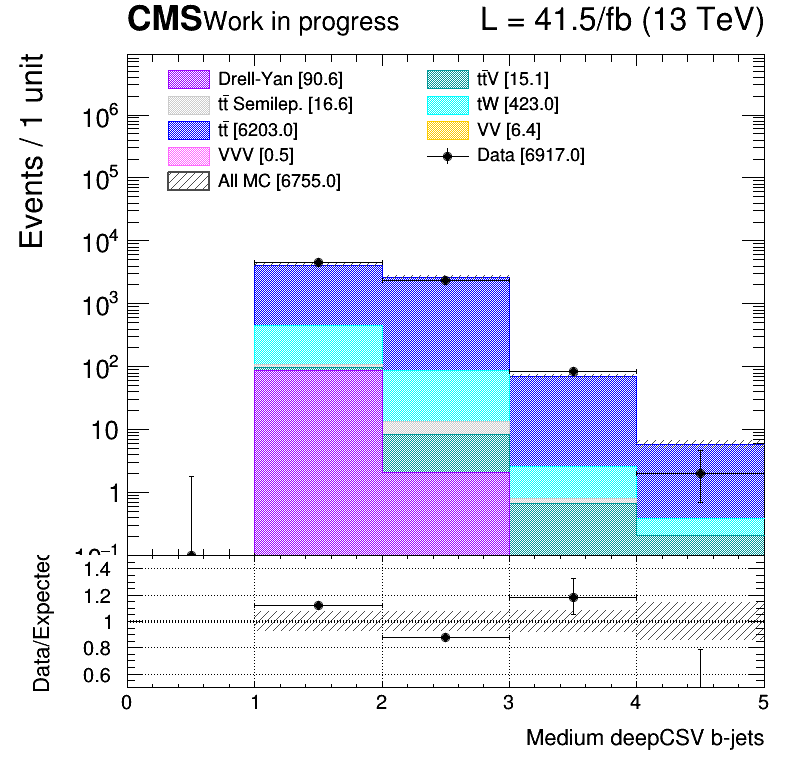 CMS Work in progress L = 41.5/fb (13 TeV)
Events / 1 unit
Drell-Yan [90.6]
tt̄ Semilep. [16.6]
tt̄ [6203.0]
VVV [0.5]
All MC [6755.0]
tt̄V [15.1]
tW [423.0]
VV [6.4]
Data [6917.0]
10⁶
10⁵
10⁴
10³
10²
10
1
10⁻¹
Data/Expected
1.4
1.2
1
0.8
0.6
0 1 2 3 4 5
Medium deepCSV b-jets